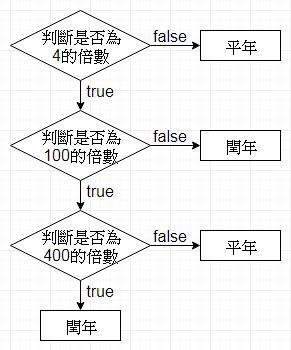 判斷是否為
4的倍數
false
平年
true
判斷是否為
100的倍數
false
閏年
true
判斷是否為
400的倍數
false
平年
true
閏年